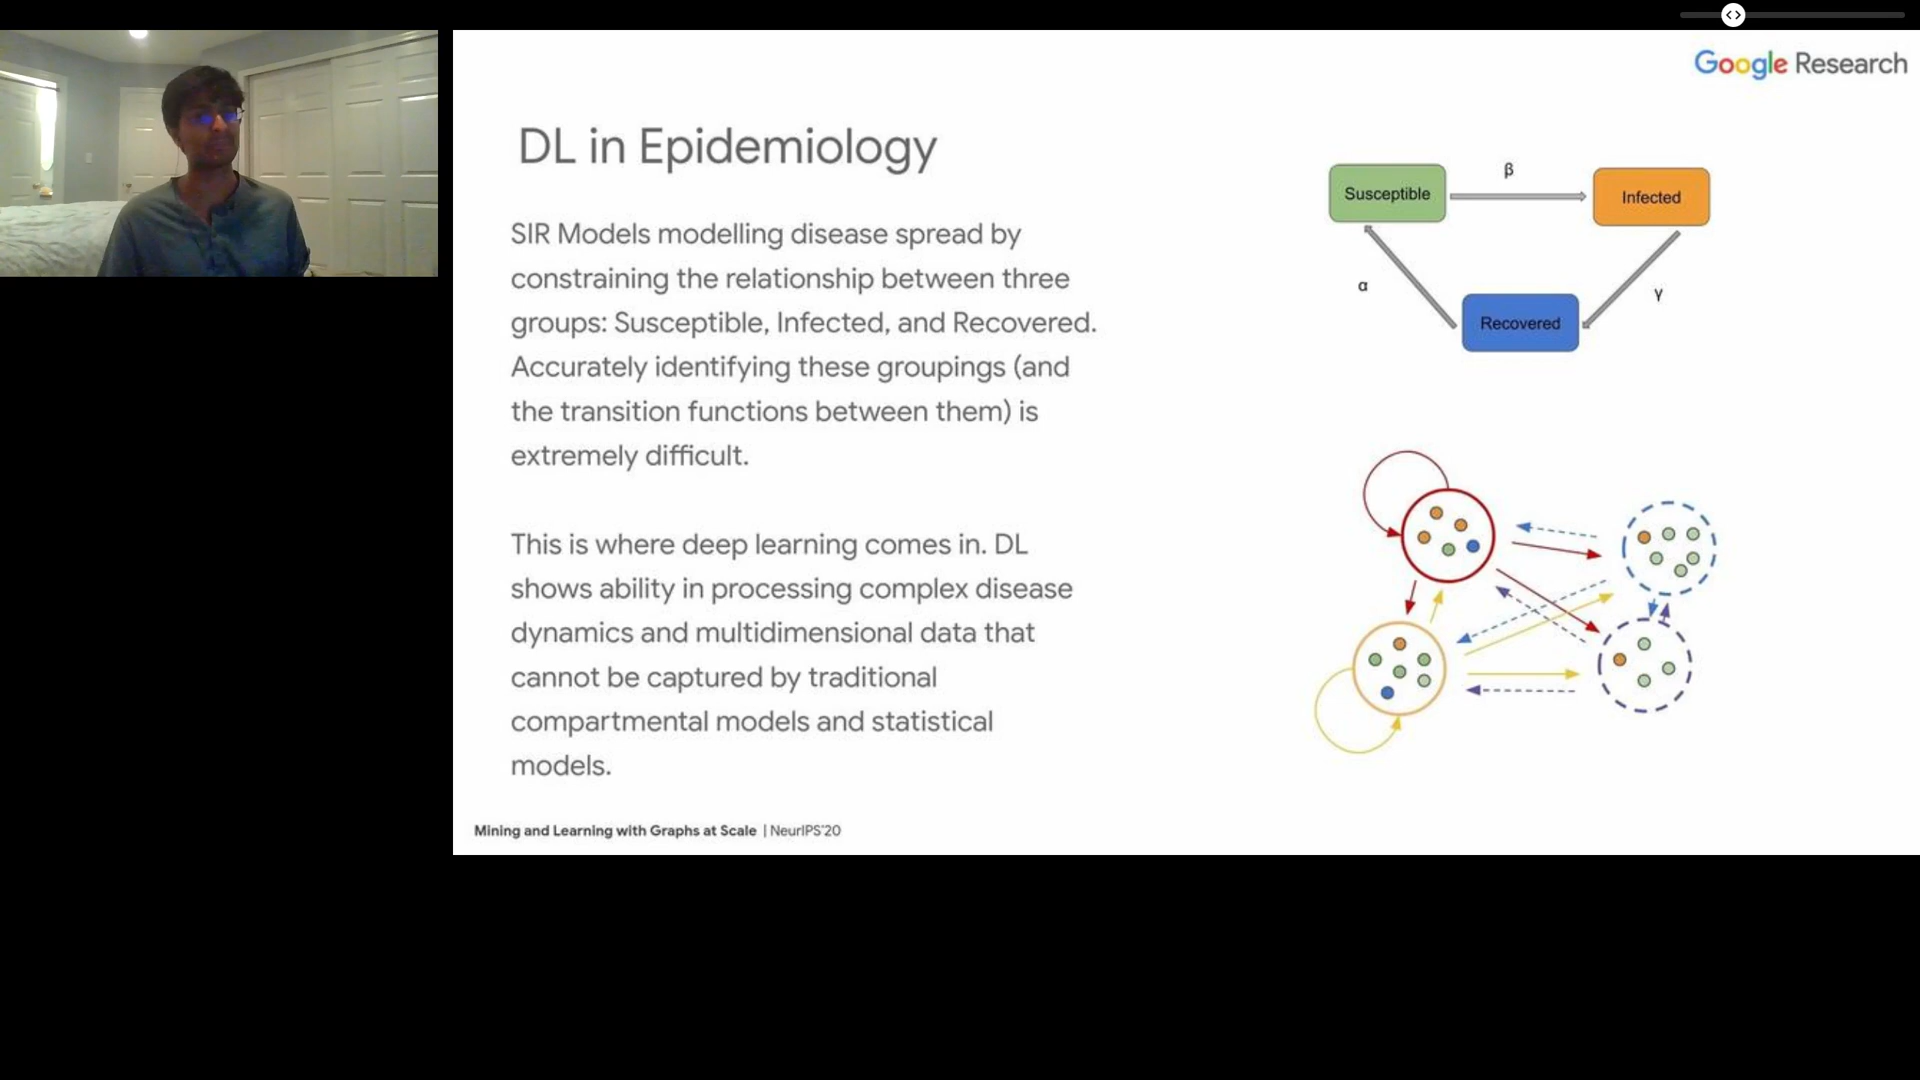 Google Research
DL in Epidemiology
SIR Models modelling disease spread by
constraining the relationship between three
groups: Susceptible, Infected, and Recovered.
Accurately identifying these groupings (and
the transition functions between them) is
extremely difficult.
This is where deep learning comes in. DL
shows ability in processing complex disease
dynamics and multidimensional data that
cannot be captured by traditional
compartmental models and statistical
models.
Susceptible
β
Infected
α
γ
Recovered
Mining and Learning with Graphs at Scale | NeurIPS'20